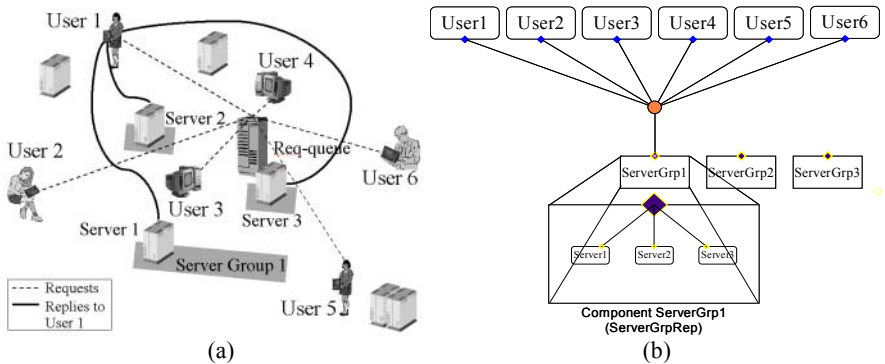 User 1
User 4
Server 2
User 2
Req-queue
User 6
User 3
Server 3
Server 1
Server Group 1
User 5
Requests
Replies to
User 1
(a)
User1
User2
User3
User4
User5
User6
ServerGrp1
ServerGrp2
ServerGrp3
Server1
Server2
Server3
Component ServerGrp1
(ServerGrpRep)
(b)